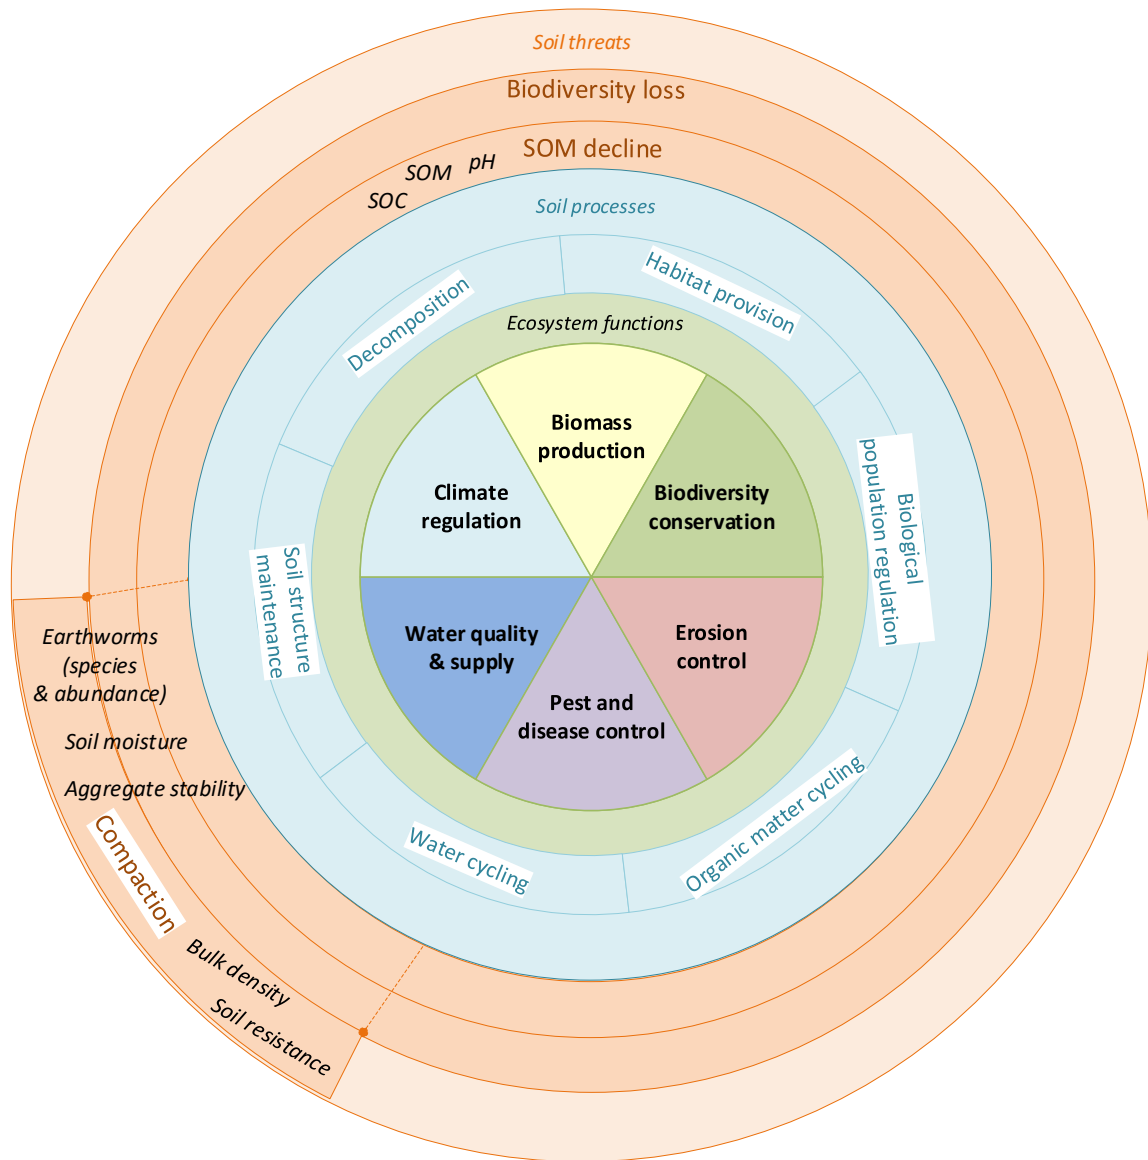 Soil threats
Biodiversity loss
SOM decline
SOC
SOM
pH
Soil processes
Decomposition
Habitat provision
Biological
population regulation
Organic matter cycling
Water cycling
Soil structure
maintenance
Ecosystem functions
Biomass
production
Biodiversity
conservation
Erosion
control
Pest and
disease control
Water quality
& supply
Climate
regulation
Earthworms
(species
& abundance)
Soil moisture
Aggregate stability
Compaction
Bulk density
Soil resistance